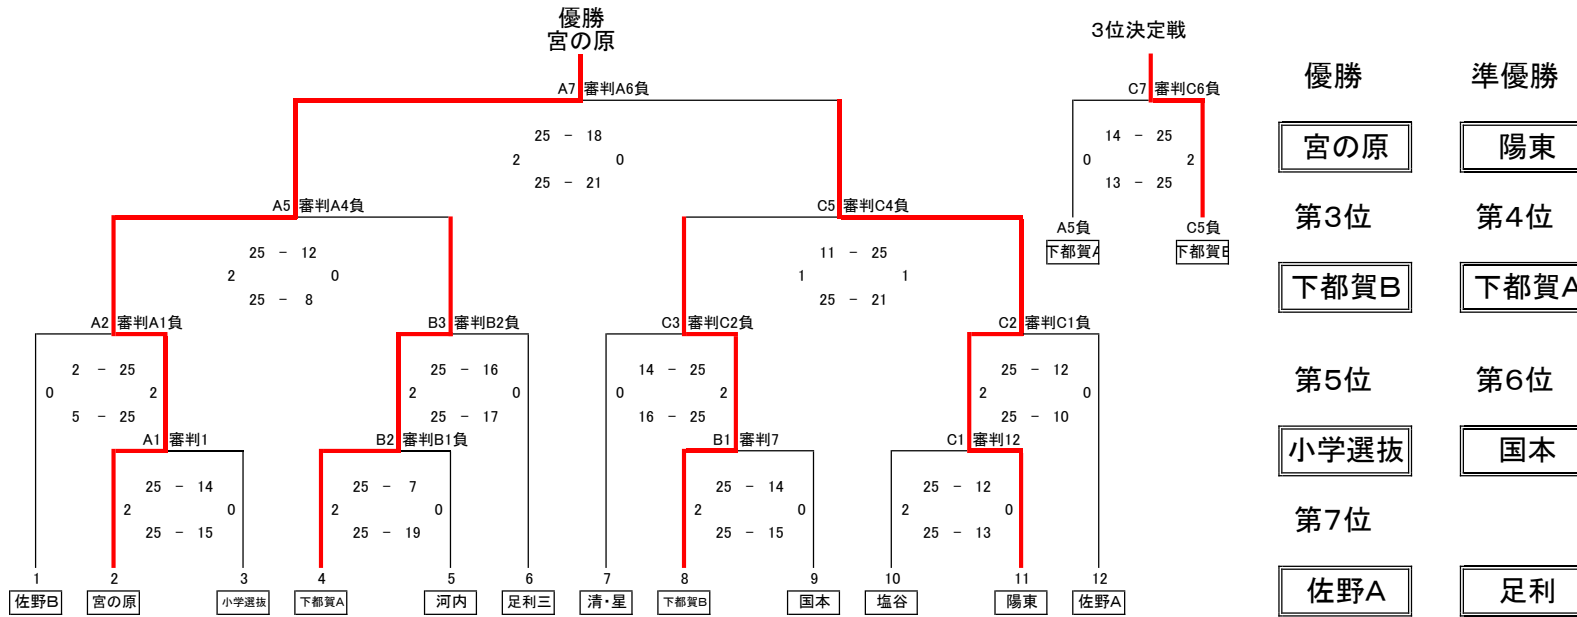 優勝
宮の原
3位決定戦
優勝 準優勝
A7 審判A6負
C7 審判C6負
25 − 18
2 0
25 − 21
14 − 25
0 2
13 − 25
宮の原 陽東
A5 審判A4負
C5 審判C4負
第3位 第4位
A5負 C5負
下都賀A 下都賀B
25 − 12
2 0
25 − 8
11 − 25
1 1
25 − 21
下都賀B 下都賀A
A2 審判A1負
B3 審判B2負
C3 審判C2負
C2 審判C1負
2 − 25
0 2
5 − 25
25 − 16
2 0
25 − 17
14 − 25
0 2
16 − 25
25 − 12
2 0
25 − 10
第5位 第6位
小学選抜 国本
A1 審判1
B2 審判B1負
B1 審判7
C1 審判12
25 − 14
2 0
25 − 15
25 − 7
2 0
25 − 19
25 − 14
2 0
25 − 15
25 − 12
2 0
25 − 13
第7位
佐野A 足利
1 2 3 4 5 6 7 8 9 10 11 12
佐野B 宮の原 小学選抜 下都賀A 河内 足利三 清・星 下都賀B 国本 塩谷 陽東 佐野A